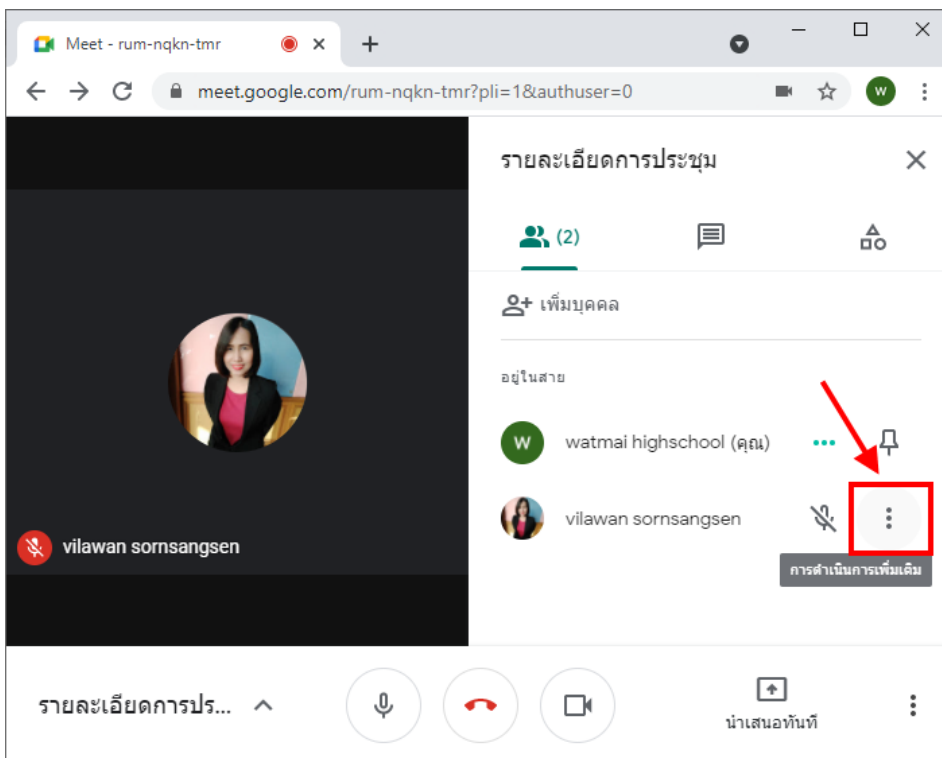 Meet - rum-nqkn-tmr
meet.google.com/rum-nqkn-tmr?pli=1&authuser=0
W
รายละเอียดการประชุม
(2)
เพิ่มบุคคล
อยู่ในสาย
W
watmai highschool (คุณ)
vilawan sornsangsen
vilawan sornsangsen
การดำเนินการเพิ่มเติม
รายละเอียดการปร...
นำเสนอทันที